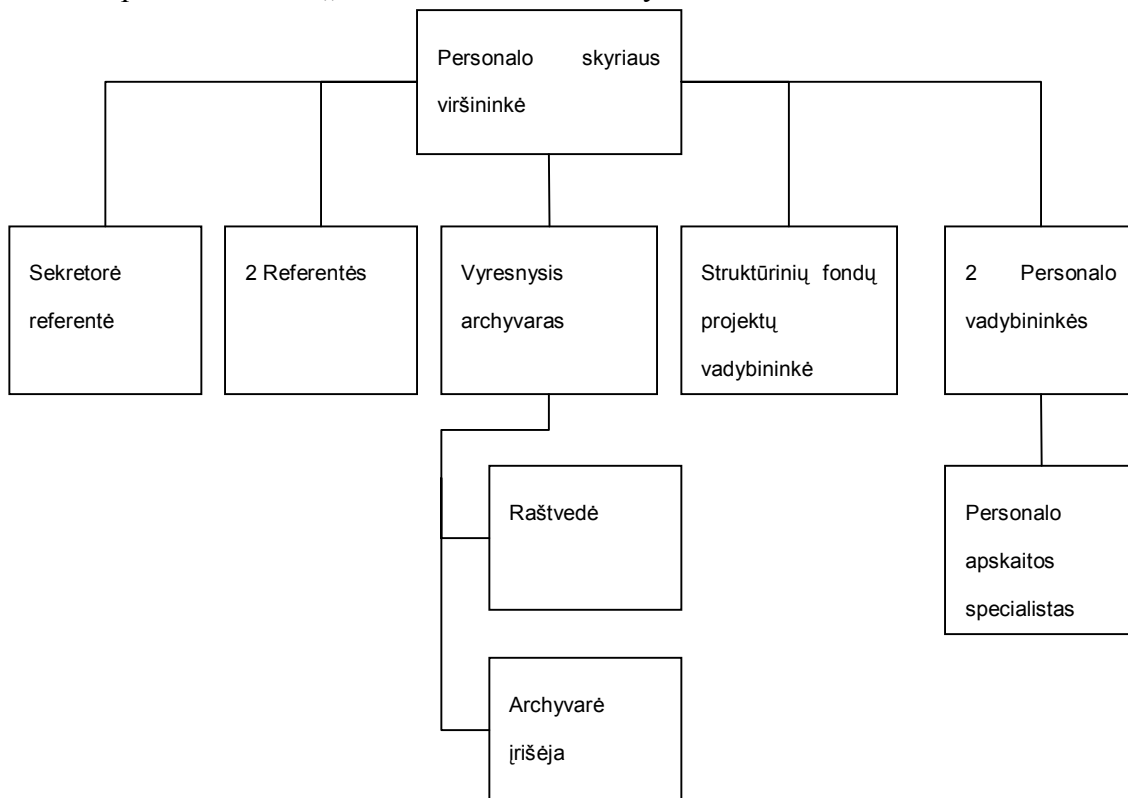 Personalo skyriaus
viršininkė
Sekretorė
referentė
2 Referentės
Vyresnysis
archyvaras
Struktūrinių fondų
projektų
vadybininkė
2 Personalo
vadybininkės
Raštvedė
Archyvarė
įrišėja
Personalo
apskaitos
specialistas